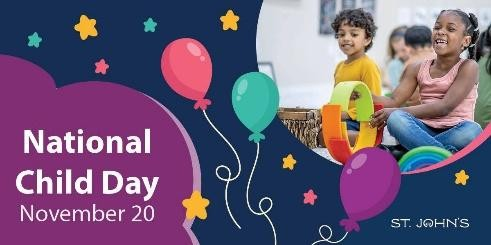 National
Child Day
November 20
ST. JOHN'S